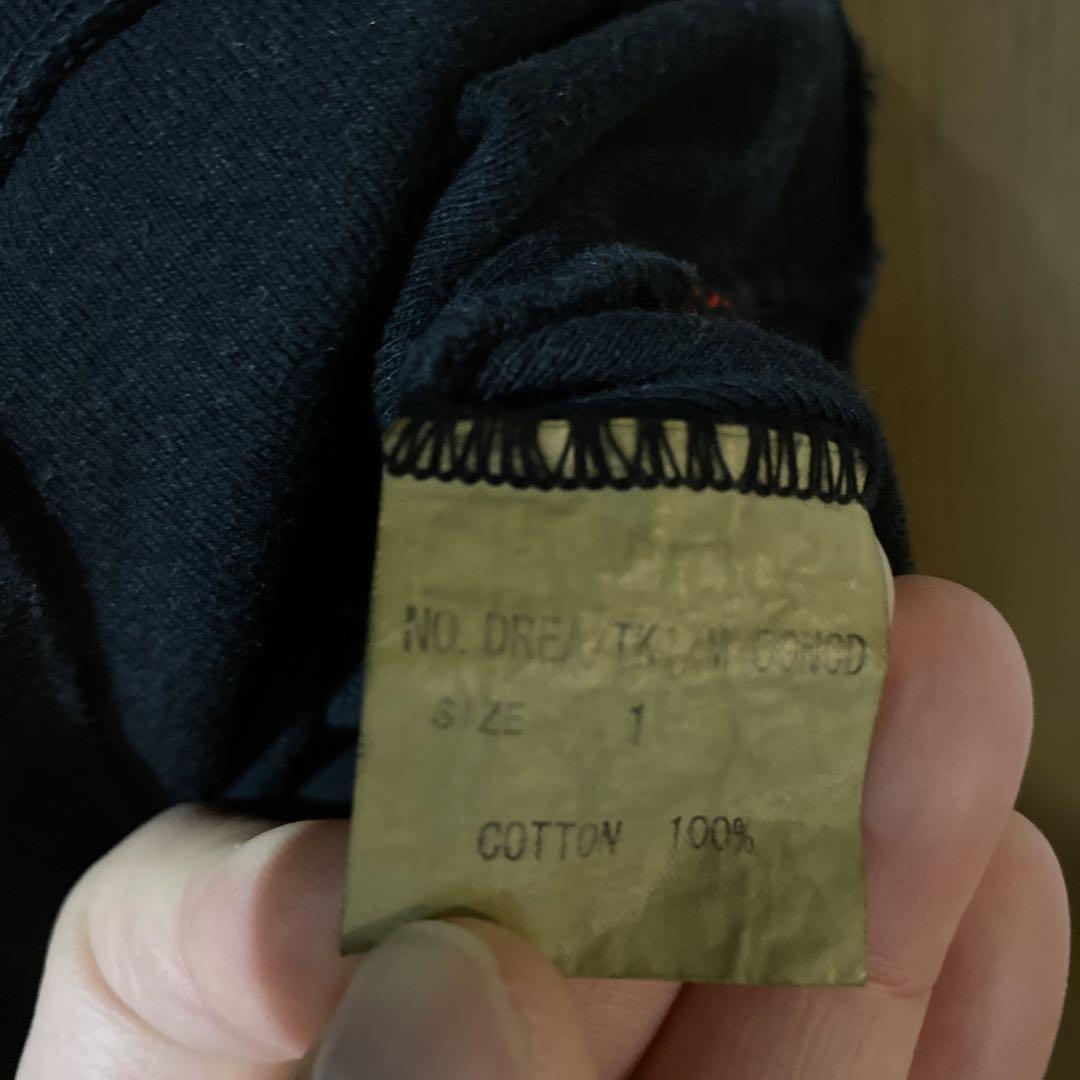 NO. DREA
SIZE 1
COTTON 100%